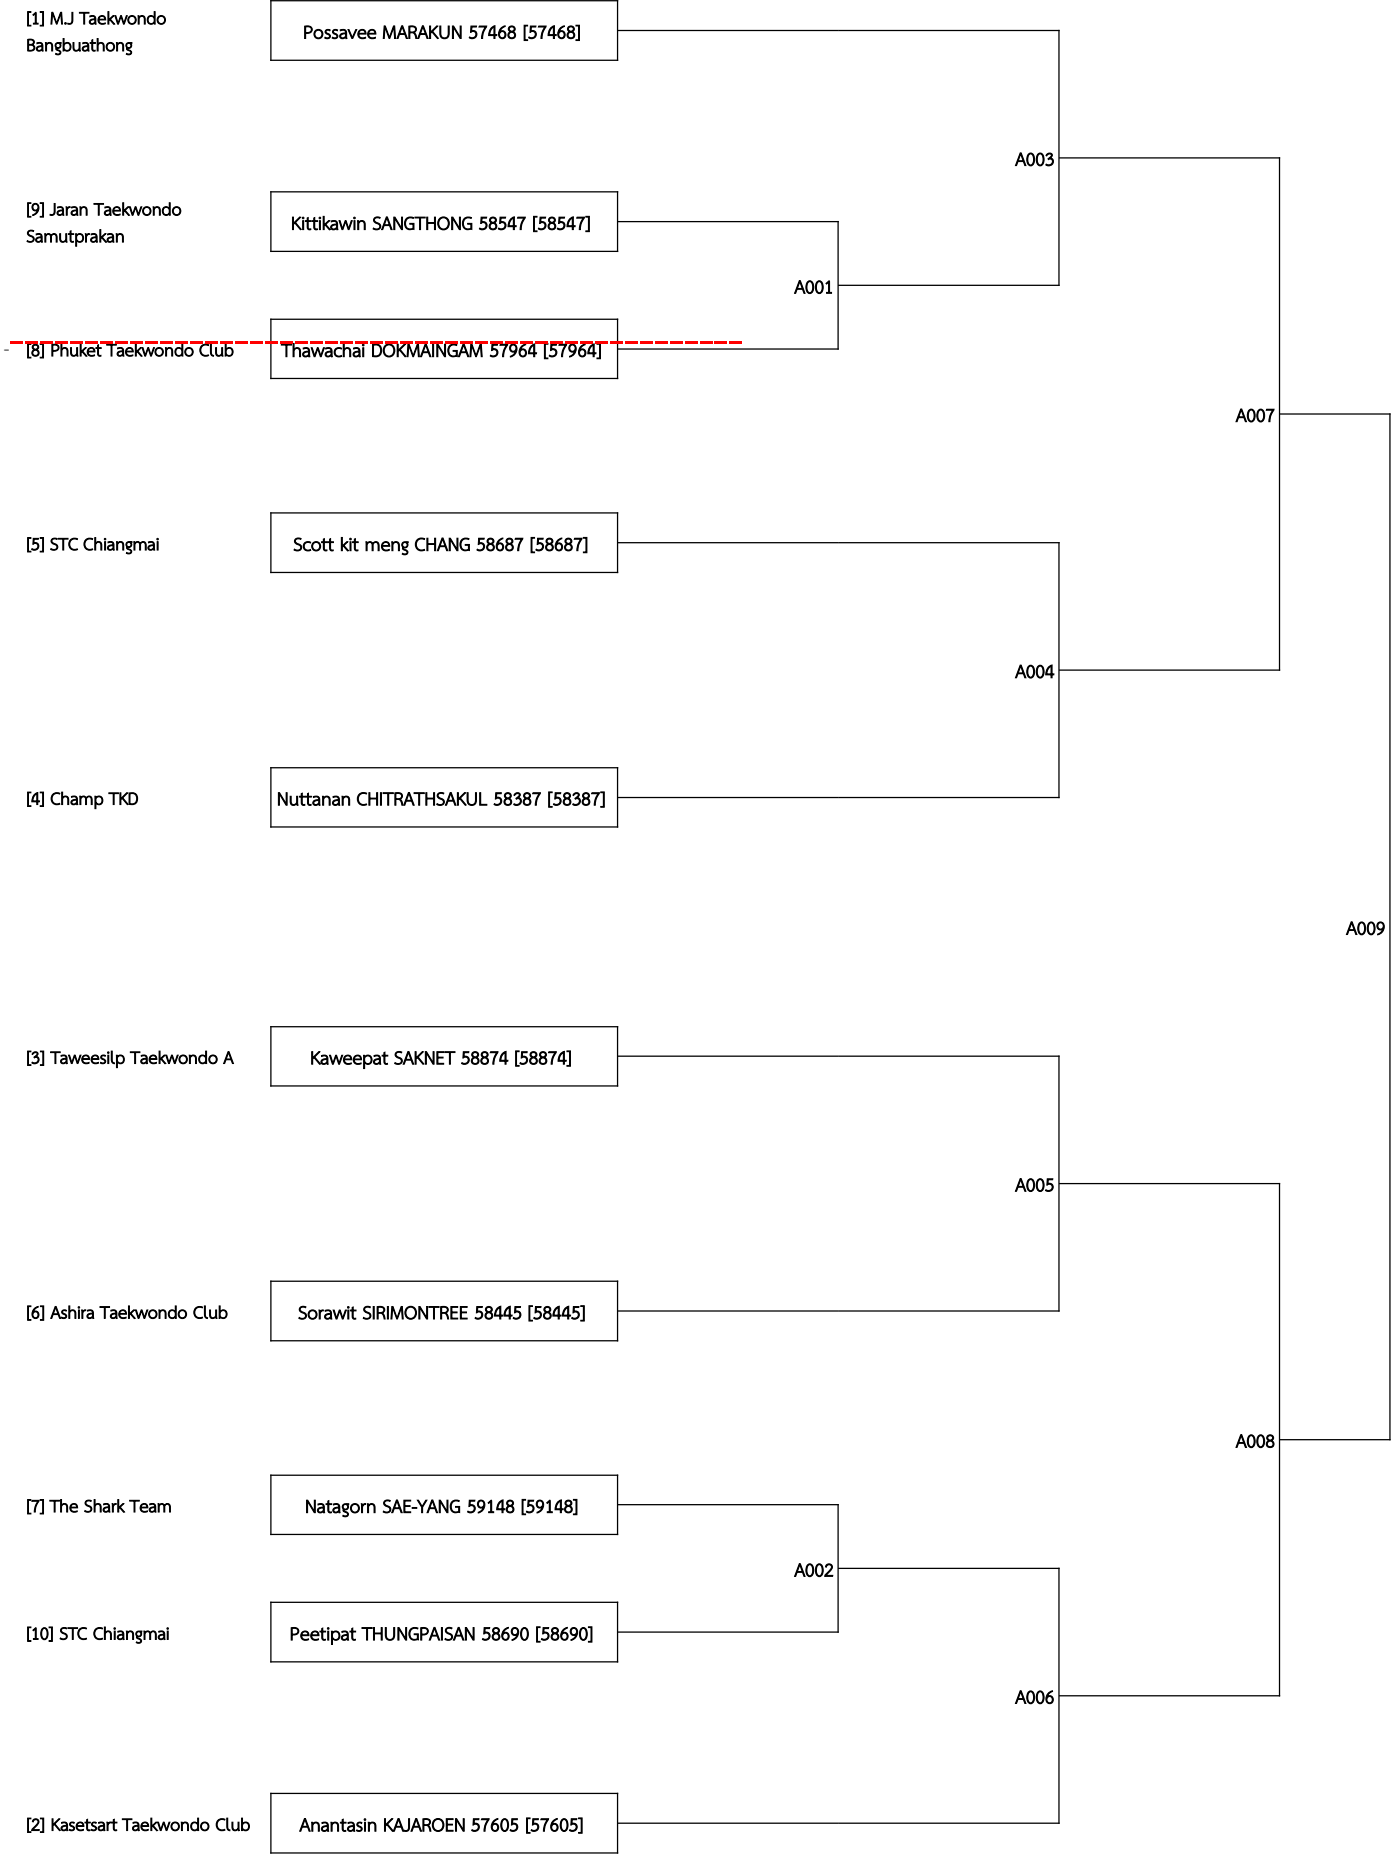 [1] M.J Taekwondo
Bangbuathong
Possavee MARAKUN 57468 [57468]
A003
[9] Jaran Taekwondo
Samutprakan
Kittikawin SANGTHONG 58547 [58547]
A001
[8] Phuket Taekwondo Club
Thawachai DOKMAINGAM 57964 [57964]
A007
[5] STC Chiangmai
Scott kit meng CHANG 58687 [58687]
A004
[4] Champ TKD
Nuttanan CHITRATHSAKUL 58387 [58387]
A009
[3] Taweesilp Taekwondo A
Kaweepat SAKNET 58874 [58874]
A005
[6] Ashira Taekwondo Club
Sorawit SIRIMONTREE 58445 [58445]
A008
[7] The Shark Team
Natagorn SAE-YANG 59148 [59148]
A002
[10] STC Chiangmai
Peetipat THUNGPAISAN 58690 [58690]
A006
[2] Kasetsart Taekwondo Club
Anantasin KAJAROEN 57605 [57605]